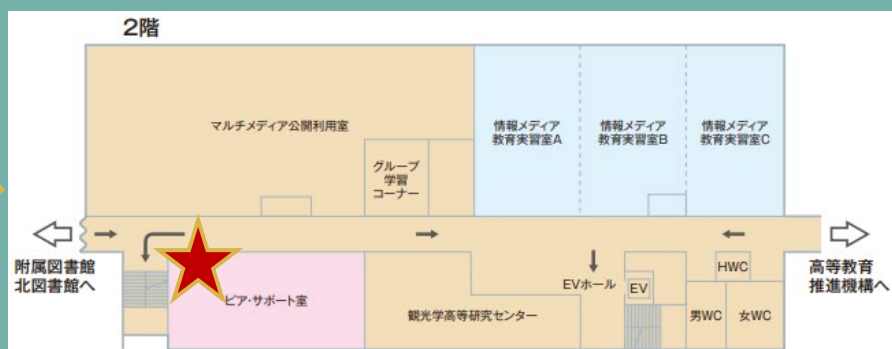 2階
マルチメディア公開利用室
グループ
学習
コーナー
情報メディア
教育実習室A
情報メディア
教育実習室B
情報メディア
教育実習室C
附属図書館
北図書館へ
ピア・サポート室
観光学高等研究センター
EVホール
EV
HWC
男WC
女WC
高等教育
推進機構へ